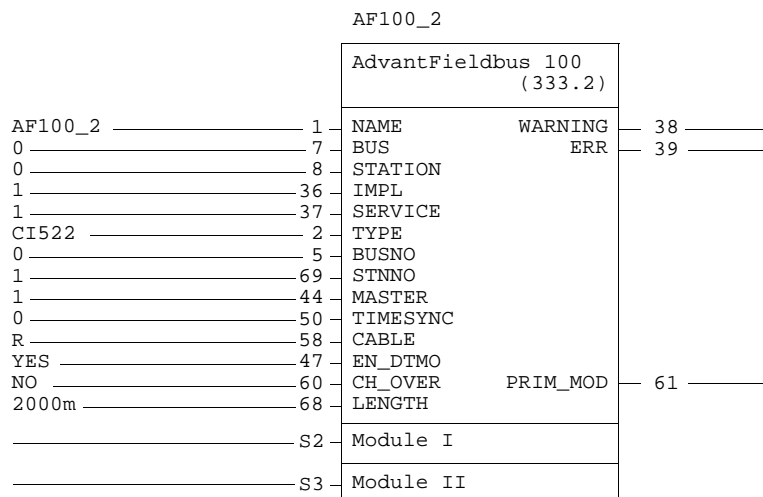 AF100_2
AdvantFieldbus 100
(333.2)
AF100_2 1 NAME WARNING 38
0 7 BUS ERR 39
0 8 STATION
1 36 IMPL
1 37 SERVICE
CI522 2 TYPE
0 5 BUSNO
1 69 STNNO
1 44 MASTER
0 50 TIMESYNC
R 58 CABLE
YES 47 EN_DTMO
NO 60 CH_OVER PRIM_MOD 61
2000m 68 LENGTH
S2 Module I
S3 Module II